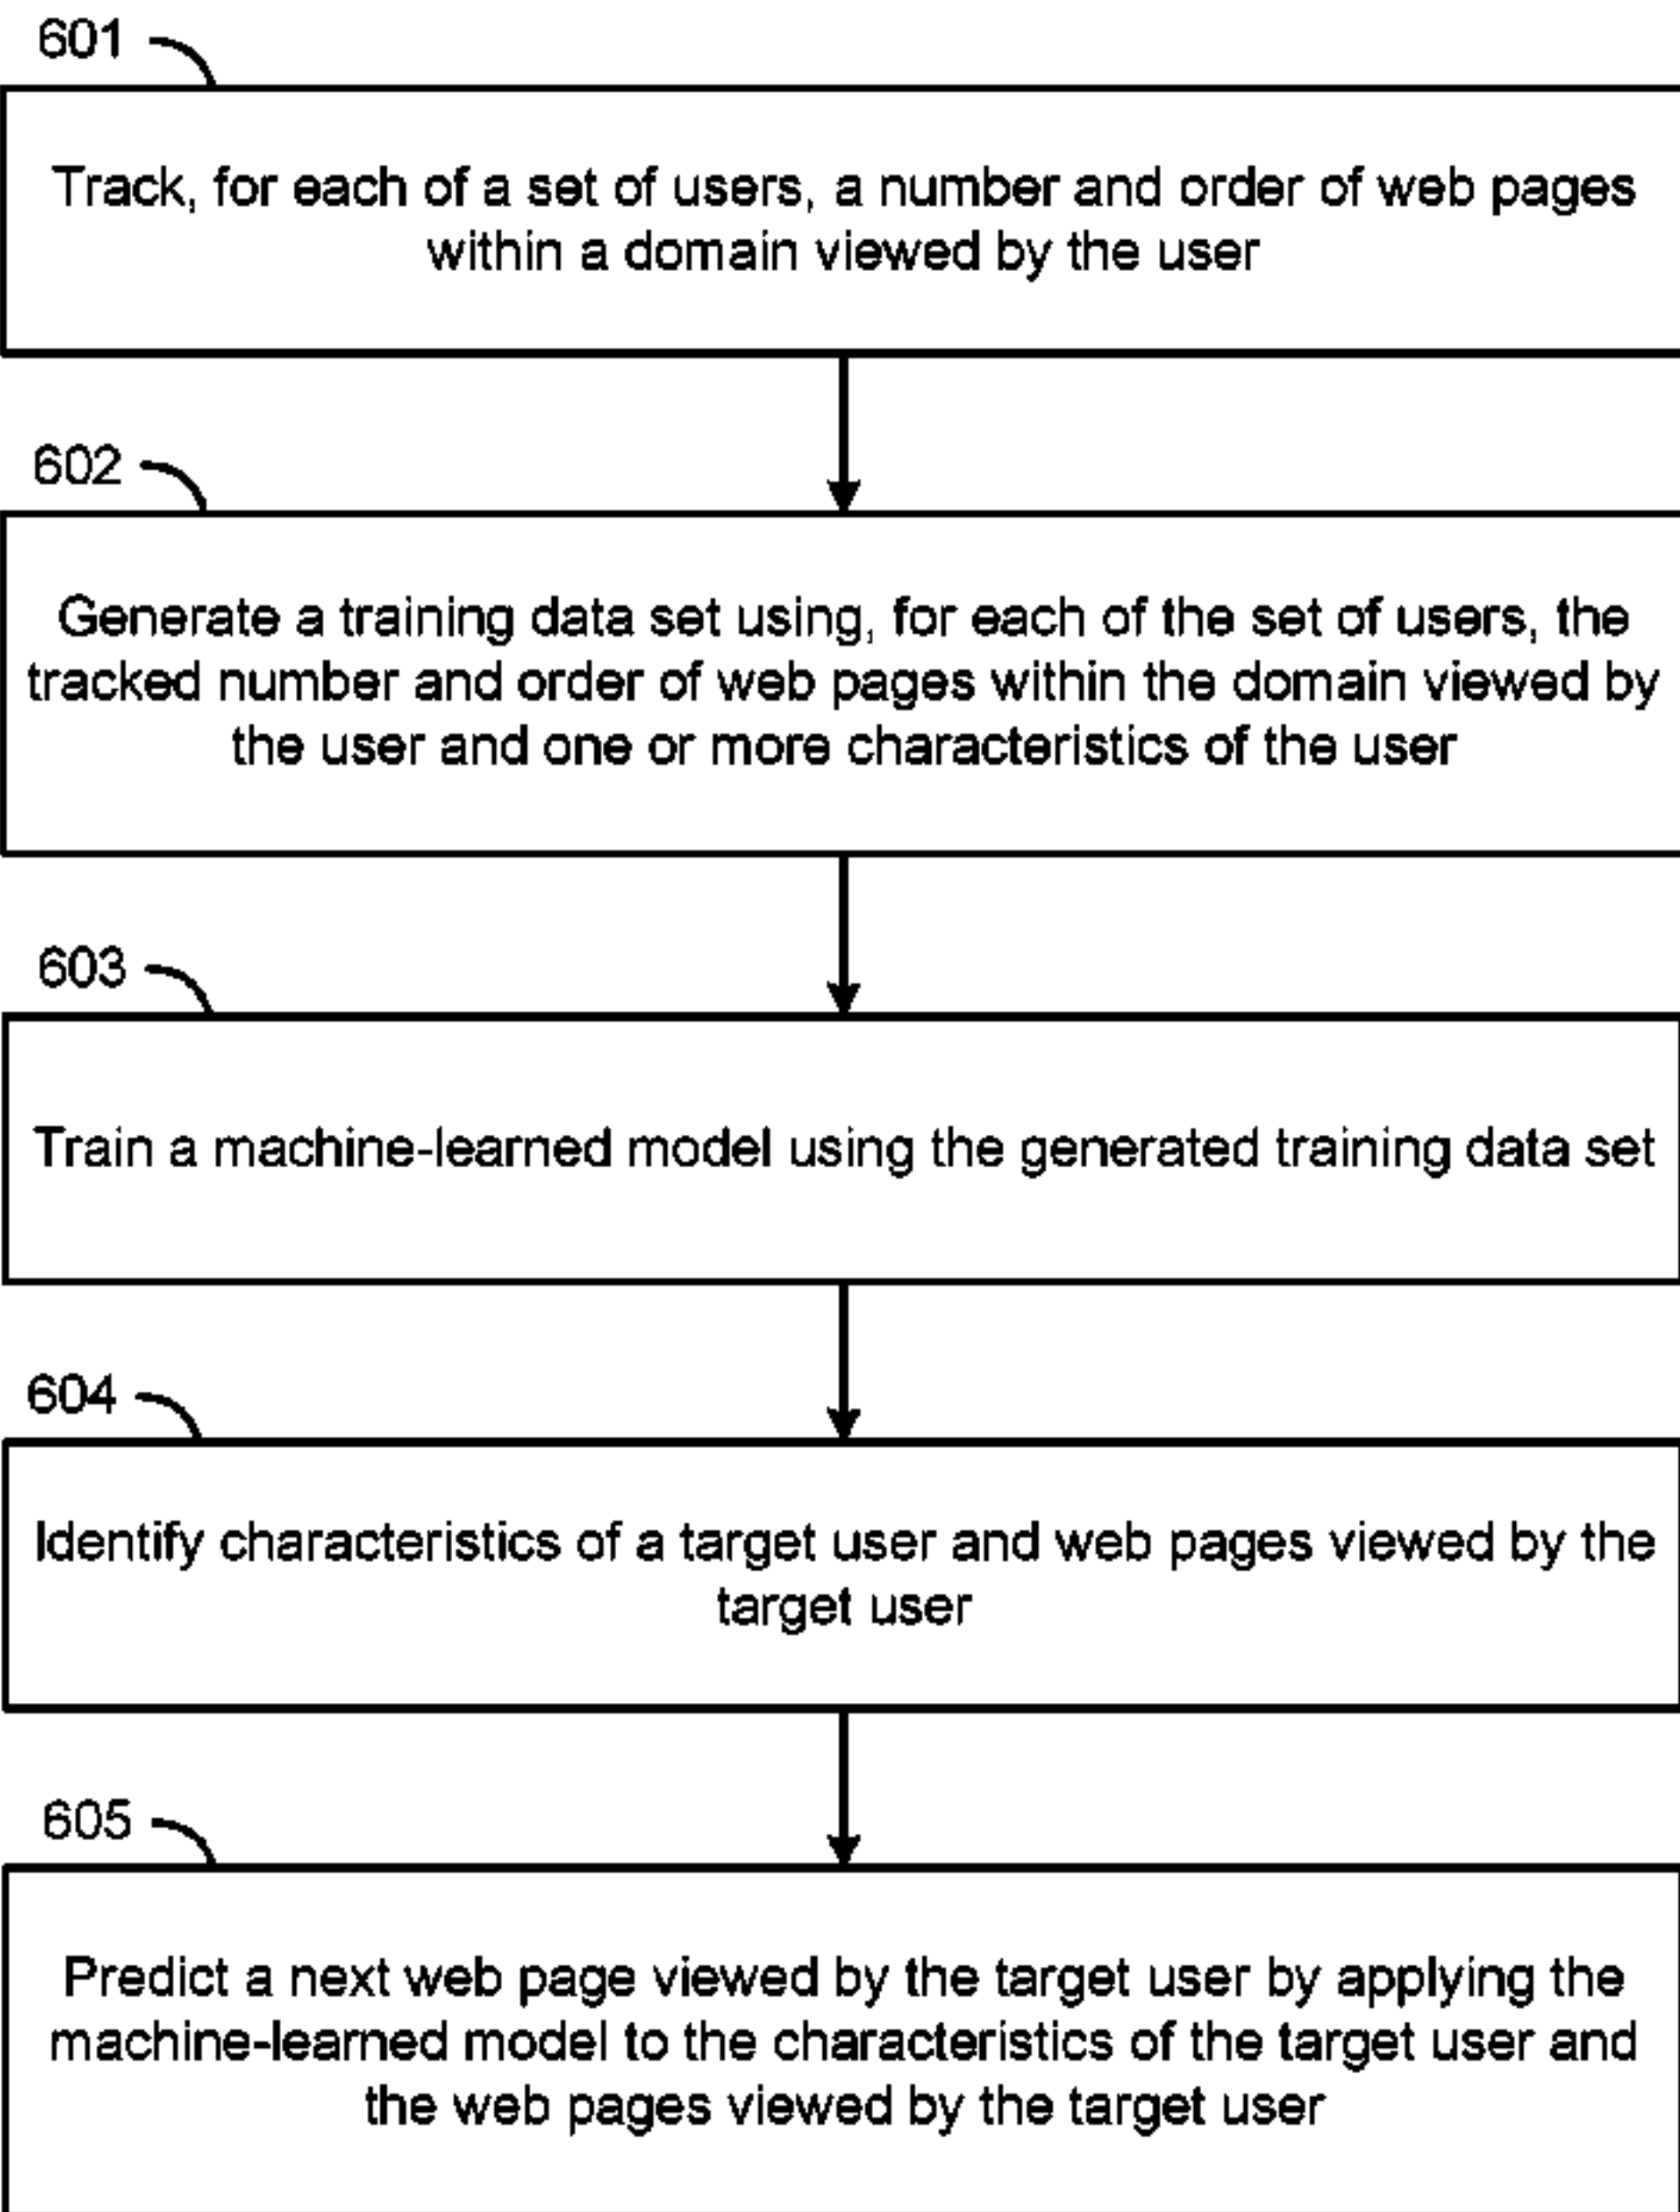 601
Track, for each of a set of users, a number and order of web pages
within a domain viewed by the user
602
Generate a training data set using, for each of the set of users, the
tracked number and order of web pages within the domain viewed by
the user and one or more characteristics of the user
603
Train a machine-learned model using the generated training data set
604
Identify characteristics of a target user and web pages viewed by the
target user
605
Predict a next web page viewed by the target user by applying the
machine-learned model to the characteristics of the target user and
the web pages viewed by the target user